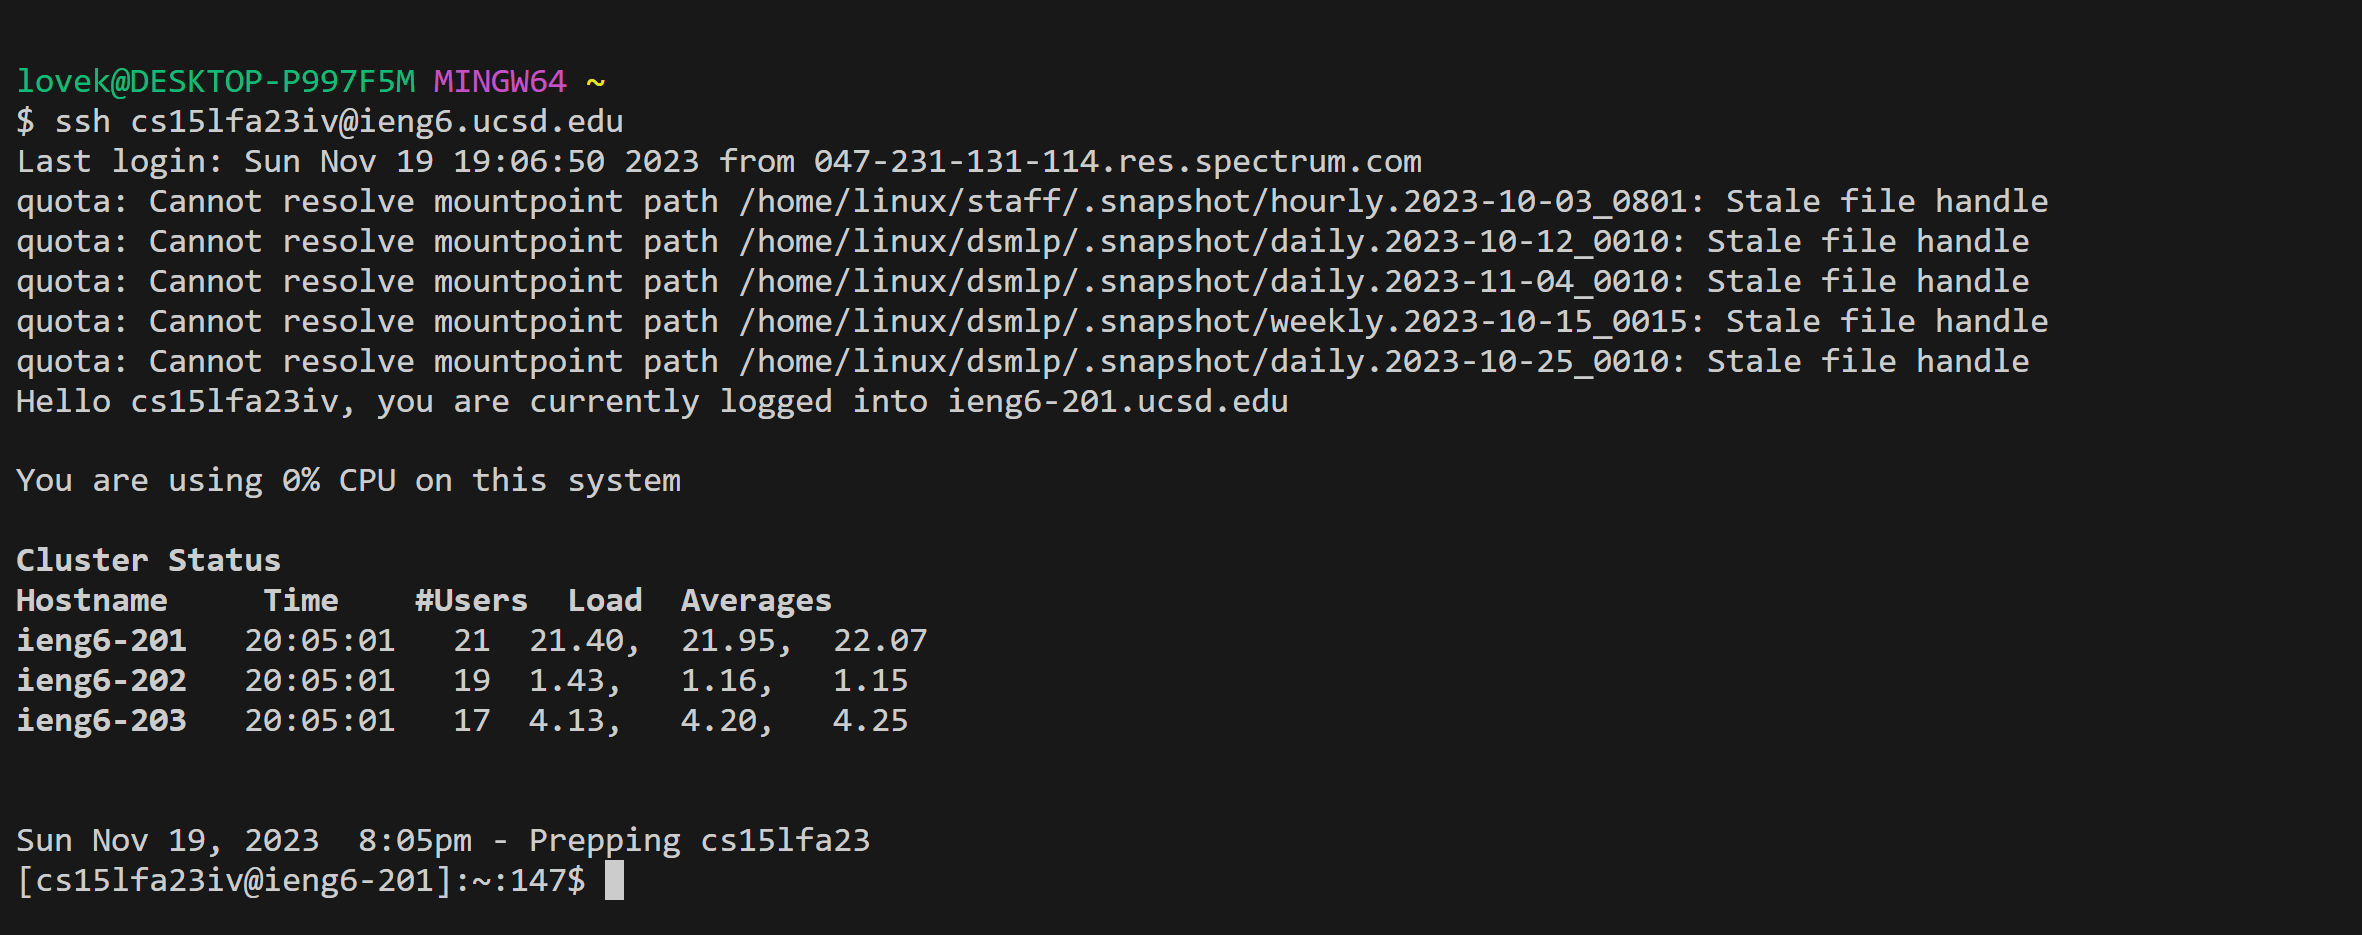 lovek@DESKTOP-P997F5M MINGW64 ~
$ ssh cs15lfa23iv@ieng6.ucsd.edu
Last login: Sun Nov 19 19:06:50 2023 from 047-231-131-114.res.spectrum.com
quota: Cannot resolve mountpoint path /home/linux/staff/.snapshot/hourly.2023-10-03_0801: Stale file handle
quota: Cannot resolve mountpoint path /home/linux/dsmlp/.snapshot/daily.2023-10-12_0010: Stale file handle
quota: Cannot resolve mountpoint path /home/linux/dsmlp/.snapshot/daily.2023-11-04_0010: Stale file handle
quota: Cannot resolve mountpoint path /home/linux/dsmlp/.snapshot/weekly.2023-10-15_0015: Stale file handle
quota: Cannot resolve mountpoint path /home/linux/dsmlp/.snapshot/daily.2023-10-25_0010: Stale file handle
Hello cs15lfa23iv, you are currently logged into ieng6-201.ucsd.edu
You are using 0% CPU on this system
Cluster Status
Hostname     Time    #Users  Load  Averages
ieng6-201   20:05:01   21  21.40,  21.95,  22.07
ieng6-202   20:05:01   19  1.43,   1.16,   1.15
ieng6-203   20:05:01   17  4.13,   4.20,   4.25
Sun Nov 19, 2023  8:05pm - Prepping cs15lfa23
[cs15lfa23iv@ieng6-201]:~:147$